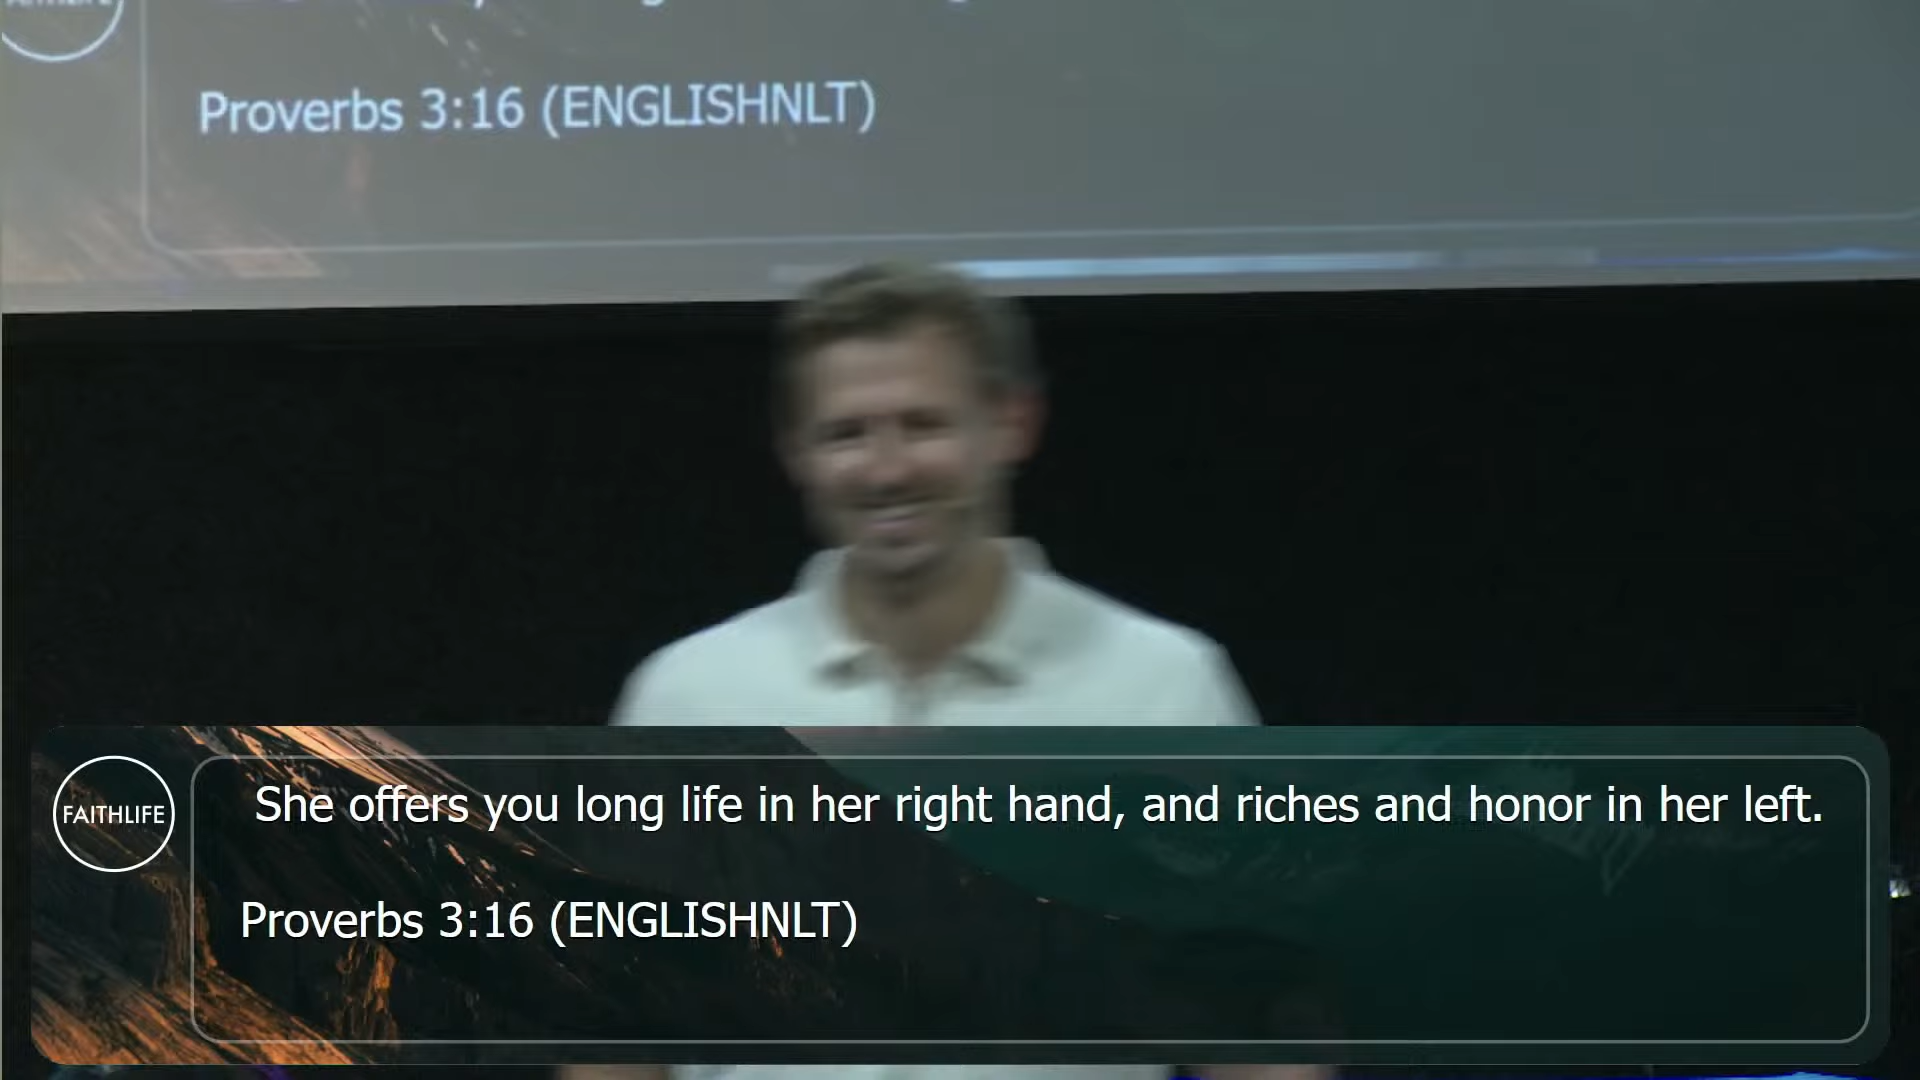 Proverbs 3:16 (ENGLISHNLT)
FAITHLIFE
She offers you long life in her right hand, and riches and honor in her left.
Proverbs 3:16 (ENGLISHNLT)